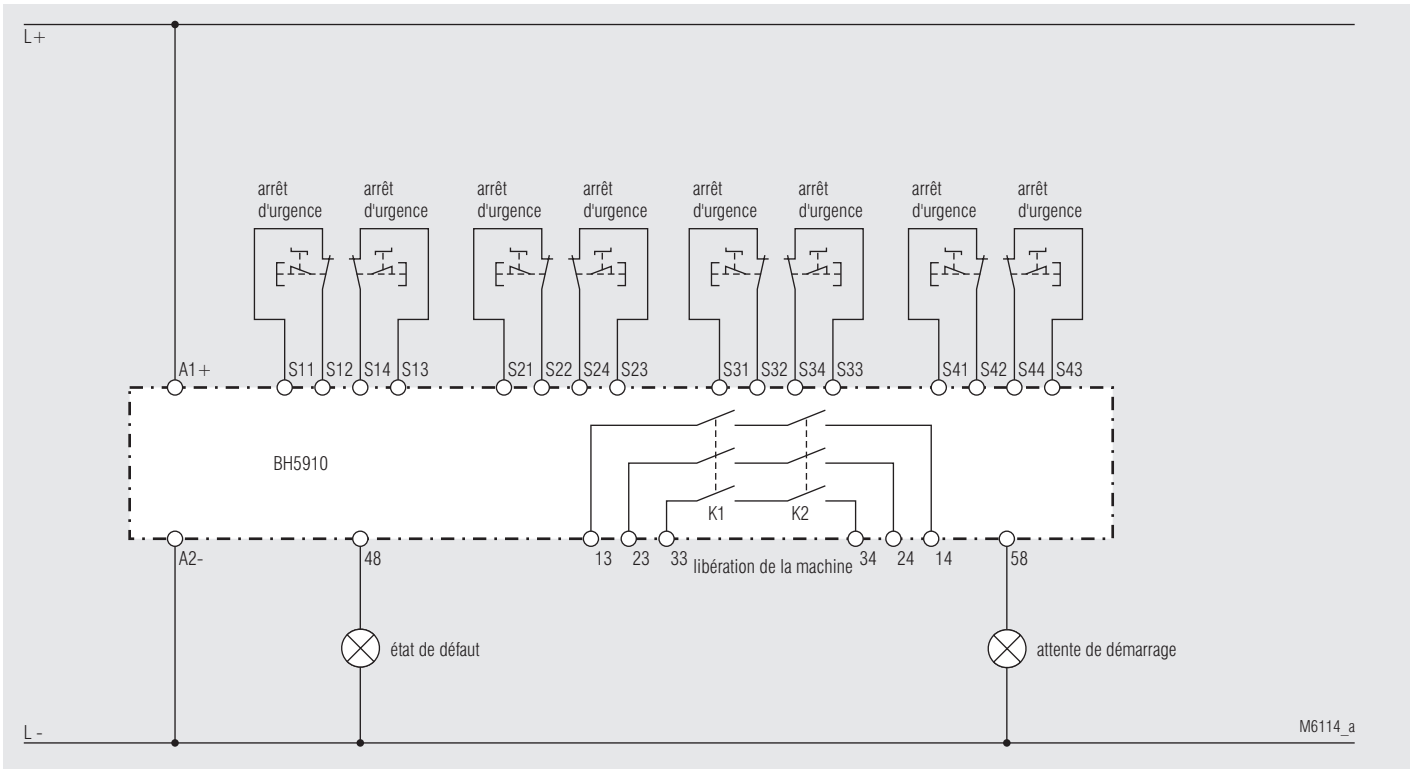 L+
arrêt
d'urgence
arrêt
d'urgence
arrêt
d'urgence
arrêt
d'urgence
arrêt
d'urgence
arrêt
d'urgence
arrêt
d'urgence
arrêt
d'urgence
A1+ S11 S12 S14 S13 S21 S22 S24 S23 S31 S32 S34 S33 S41 S42 S44 S43
BH5910
K1 K2
A2- 48 13 23 33 libération de la machine 34 24 14 58
état de défaut
attente de démarrage
L -
M6114_a